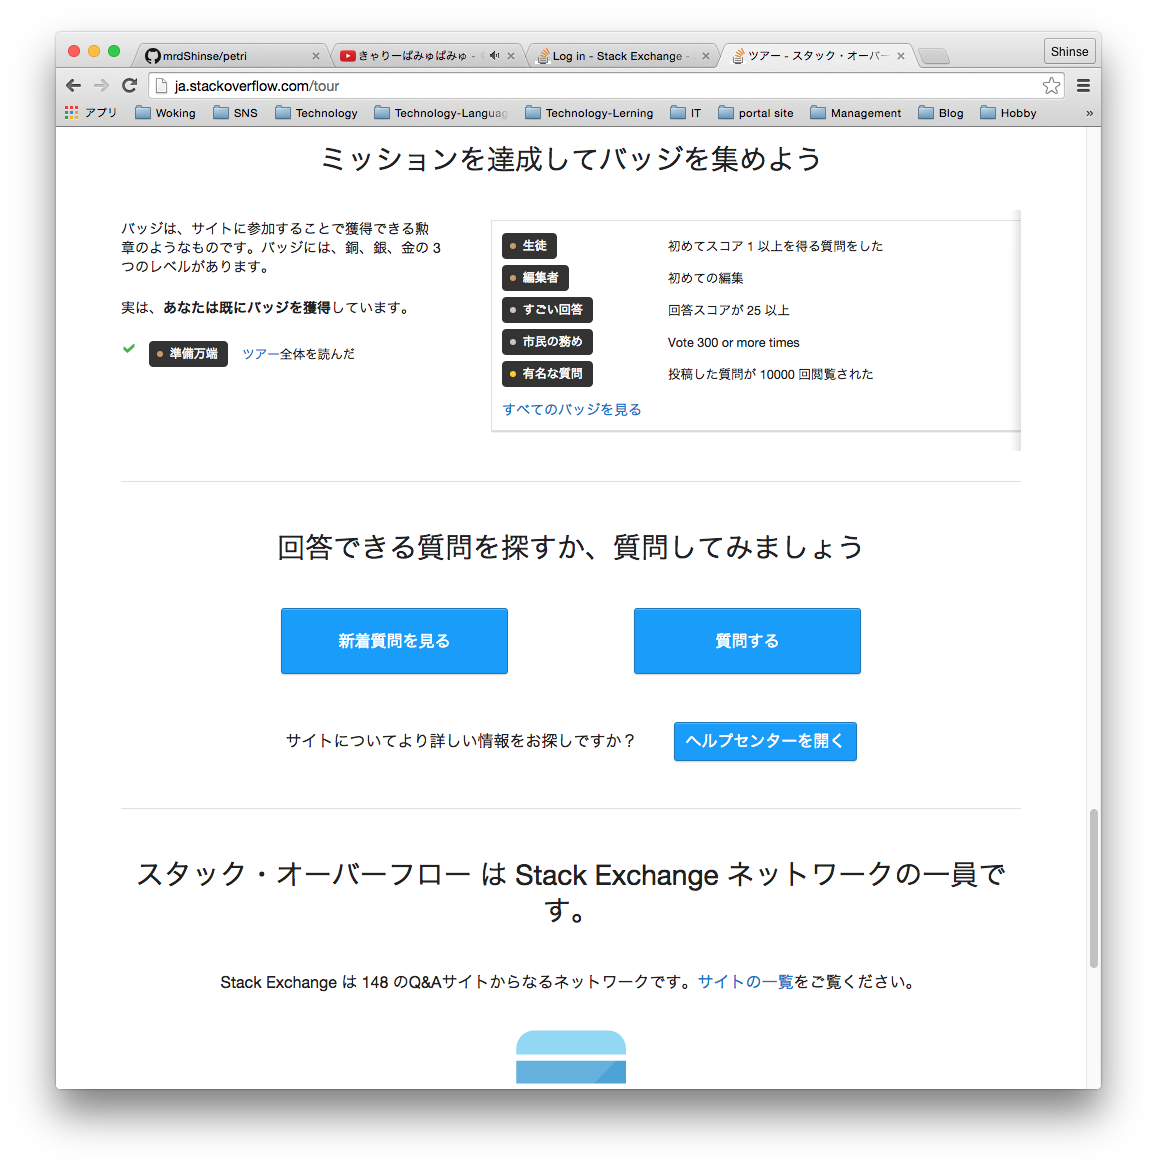 mrdShinse/petri
きゃりーぱみゅぱみゅ -
Log in - Stack Exchange -
ツアー - スタック・オーバー
Shinse
ja.stackoverflow.com/tour
アプリ
Woking
SNS
Technology
Technology-Languag
Technology-Lerning
IT
portal site
Management
Blog
Hobby
»
ミッションを達成してバッジを集めよう
バッジは、サイトに参加することで獲得できる勲
章のようなものです。バッジには、銅、銀、金の 3
つのレベルがあります。
実は、あなたは既にバッジを獲得しています。
準備万端 ツアー全体を読んだ
生徒 初めてスコア 1 以上を得る質問をした
編集者 初めての編集
すごい回答 回答スコアが 25 以上
市民の務め Vote 300 or more times
有名な質問 投稿した質問が 10000 回閲覧された
すべてのバッジを見る
回答できる質問を探すか、質問してみましょう
新着質問を見る
質問する
サイトについてより詳しい情報をお探しですか？
ヘルプセンターを開く
スタック・オーバーフロー は Stack Exchange ネットワークの一員で
す。
Stack Exchange は 148 のQ&Aサイトからなるネットワークです。サイトの一覧をご覧ください。